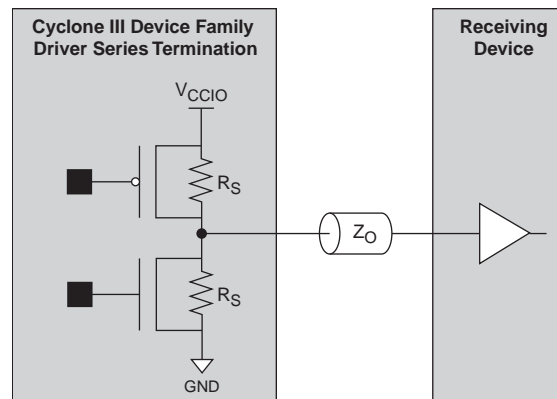 Cyclone III Device Family
Driver Series Termination
Receiving
Device
VCCIO
RS
ZO
RS
GND